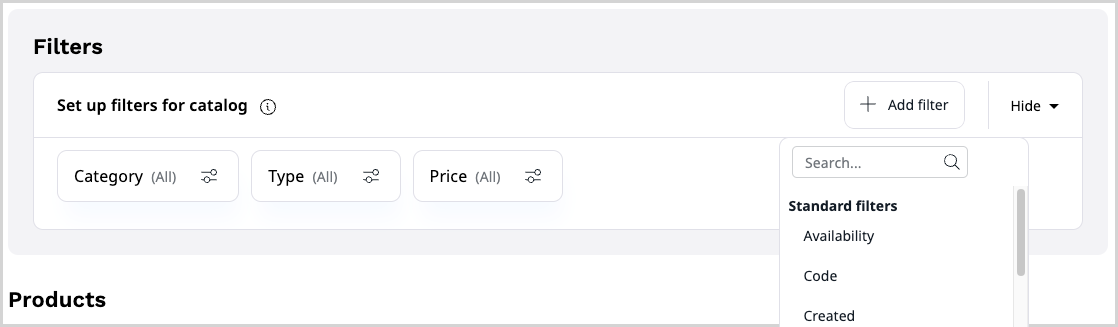 Filters
Set up filters for catalog
Add filter
Hide
Category (All)
Type (All)
Price (All)
Search...
Standard filters
Availability
Code
Created
Products